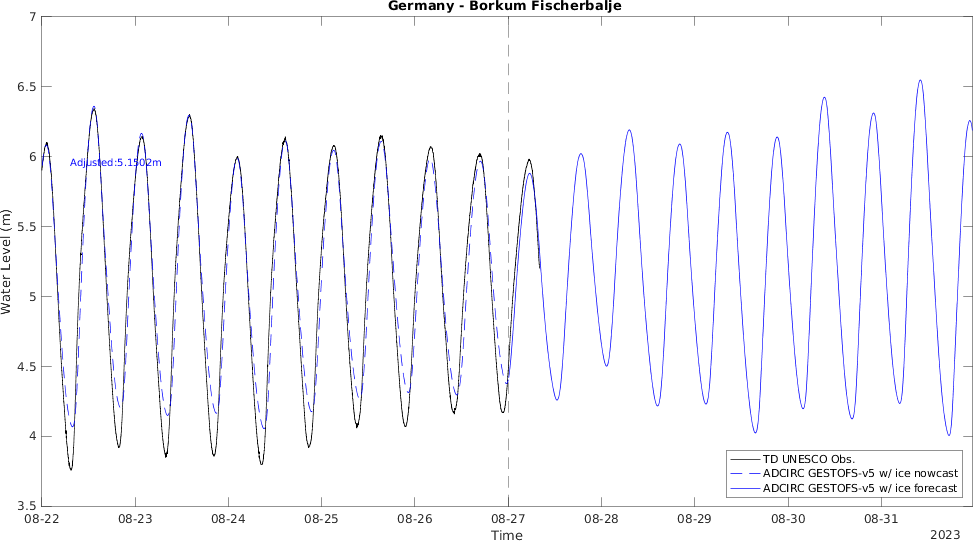 Germany - Borkum Fischerbalje
7
6.5
6
5.5
5
4.5
4
3.5
Water Level (m)
Adjusted:5.1502m
TD UNESCO Obs.
ADCIRC GESTOFS-v5 w/ ice nowcast
ADCIRC GESTOFS-v5 w/ ice forecast
08-22 08-23 08-24 08-25 08-26 08-27 08-28 08-29 08-30 08-31
Time
2023